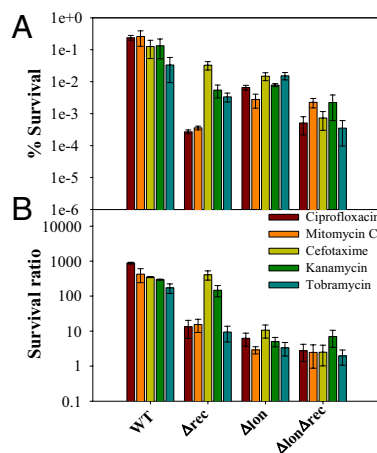 A
% Survival
1e+0
1e-1
1e-2
1e-3
1e-4
1e-5
1e-6
B
Survival ratio
10000
1000
100
10
1
0.1
Ciprofloxacin
Mitomycin C
Cefotaxime
Kanamycin
Tobramycin
WT
Δrec
Δlon
ΔlonΔrec